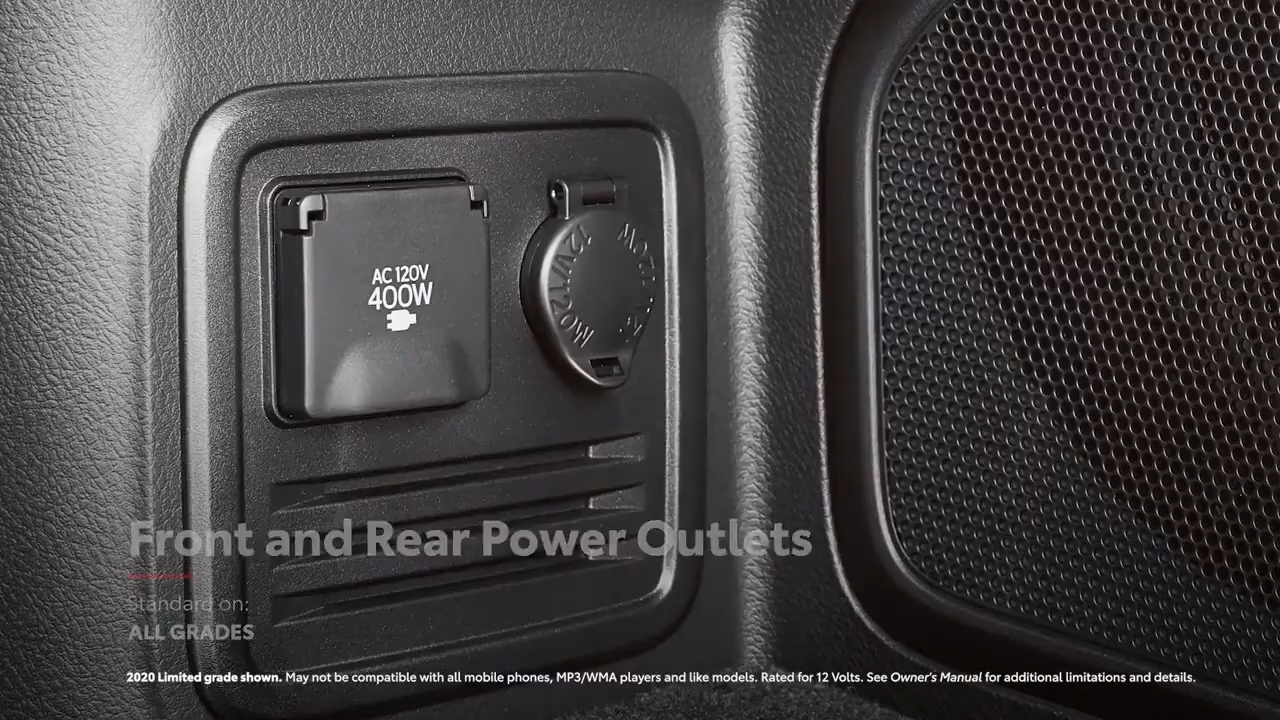 AC 120V
400W
12V/120W
Front and Rear Power Outlets
Standard on:
ALL GRADES
2020 Limited grade shown. May not be compatible with all mobile phones, MP3/WMA players and like models. Rated for 12 Volts. See Owner's Manual for additional limitations and details.